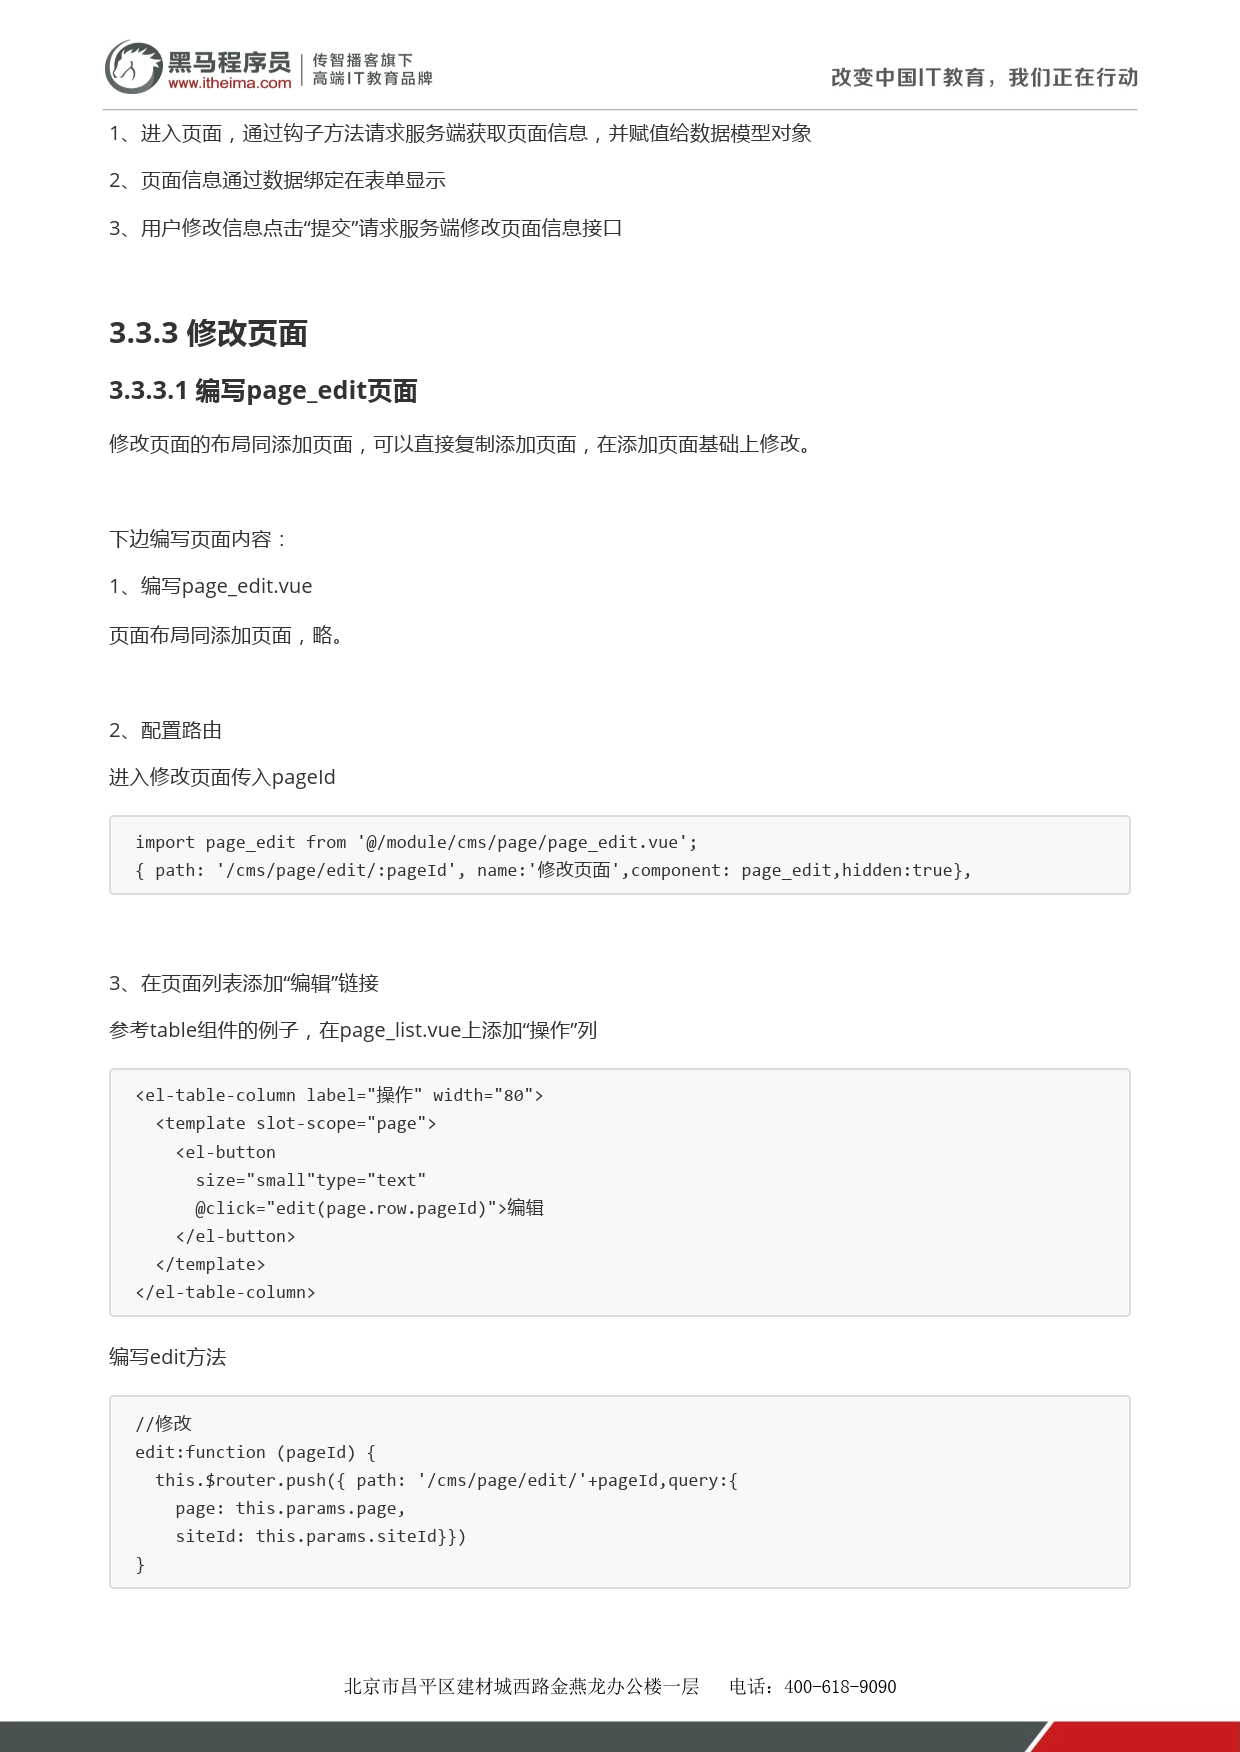 黑马程序员
www.itheima.com
传智播客旗下
高端IT教育品牌
改变中国IT教育，我们正在行动
1、进入页面，通过钩子方法请求服务端获取页面信息，并赋值给数据模型对象
2、页面信息通过数据绑定在表单显示
3、用户修改信息点击“提交”请求服务端修改页面信息接口
3.3.3 修改页面
3.3.3.1 编写page_edit页面
修改页面的布局同添加页面，可以直接复制添加页面，在添加页面基础上修改。
下边编写页面内容：
1、编写page_edit.vue
页面布局同添加页面，略。
2、配置路由
进入修改页面传入pageId
import page_edit from '@/module/cms/page/page_edit.vue';
{ path: '/cms/page/edit/:pageId', name:'修改页面',component: page_edit,hidden:true},
3、在页面列表添加“编辑”链接
参考table组件的例子，在page_list.vue上添加“操作”列
<el-table-column label="操作" width="80">
  <template slot-scope="page">
    <el-button
      size="small"type="text"
      @click="edit(page.row.pageId)">编辑
    </el-button>
  </template>
</el-table-column>
编写edit方法
//修改
edit:function (pageId) {
  this.$router.push({ path: '/cms/page/edit/'+pageId,query:{
    page: this.params.page,
    siteId: this.params.siteId}})
}
北京市昌平区建材城西路金燕龙办公楼一层 电话：400-618-9090